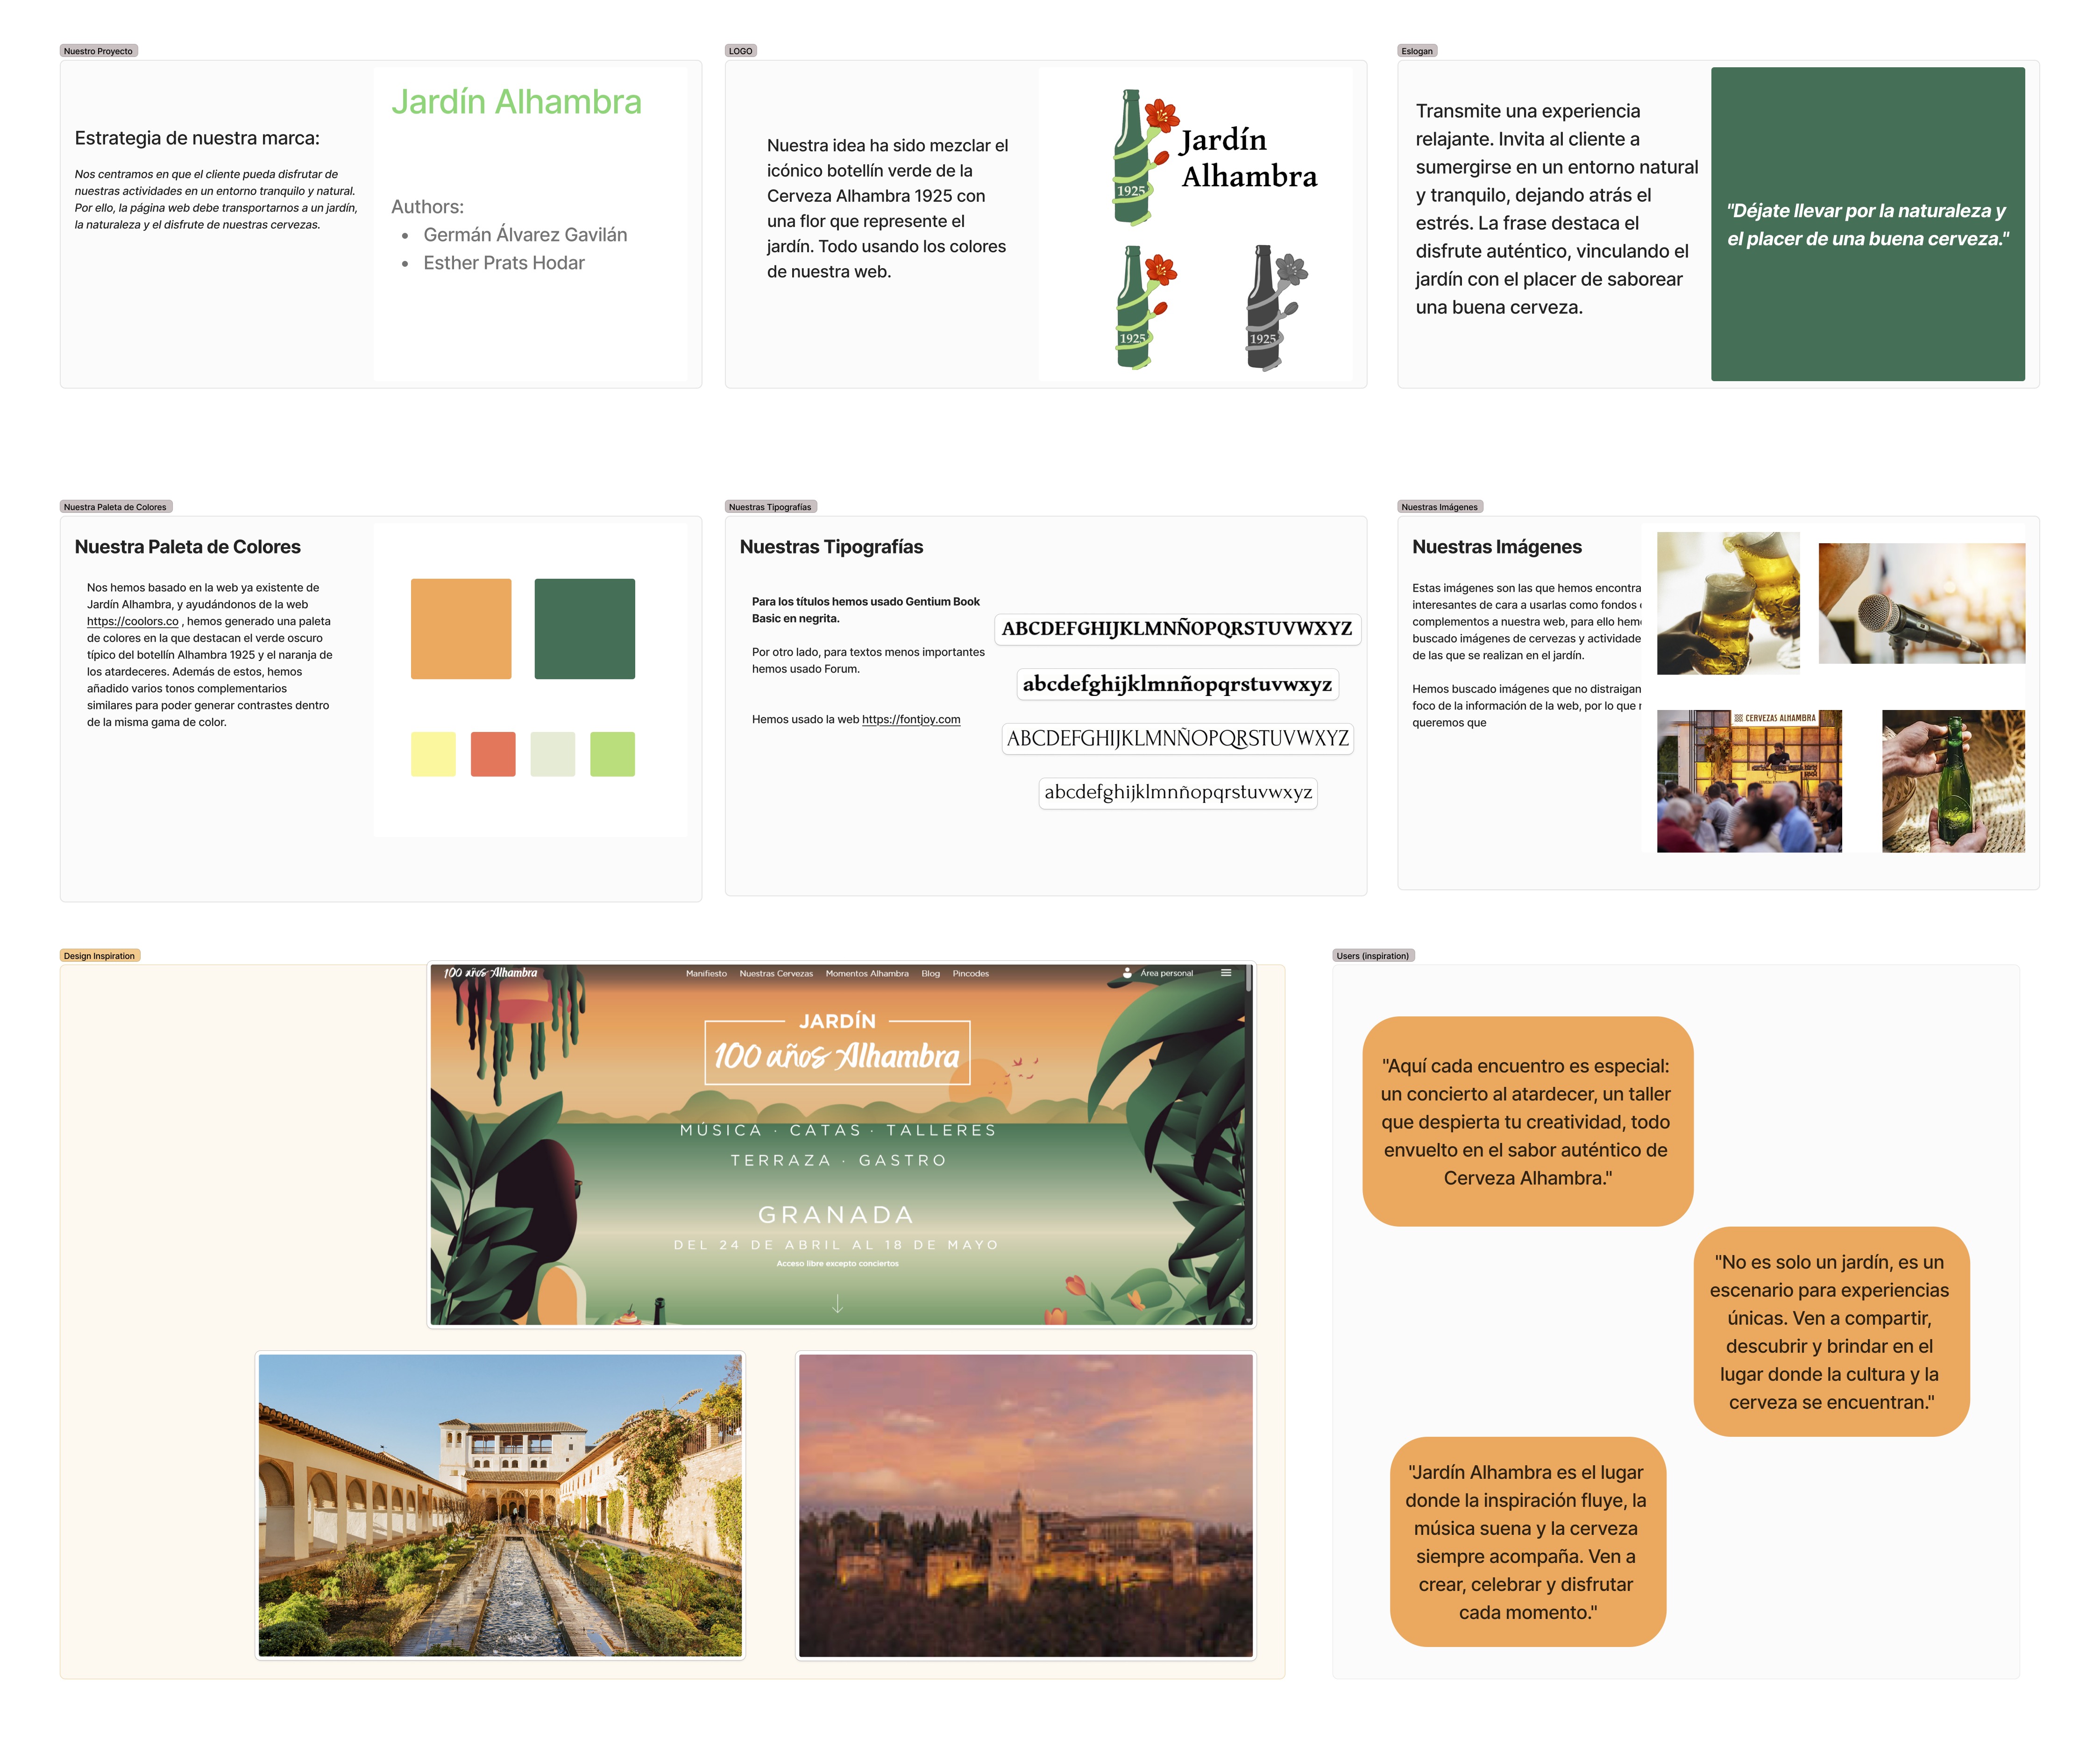 Nuestro Proyecto
Estrategia de nuestra marca:
Nos centramos en que el cliente pueda disfrutar de
nuestras actividades en un entorno tranquilo y natural.
Por ello, la página web debe transportarnos a un jardín,
la naturaleza y el disfrute de nuestras cervezas.
Jardín Alhambra
Authors:
• Germán Álvarez Gavilán
• Esther Prats Hodar
LOGO
Nuestra idea ha sido mezclar el
icónico botellín verde de la
Cerveza Alhambra 1925 con
una flor que represente el
jardín. Todo usando los colores
de nuestra web.
Jardín
Alhambra
1925
1925
1925
Eslogan
Transmite una experiencia
relajante. Invita al cliente a
sumergirse en un entorno natural
y tranquilo, dejando atrás el
estrés. La frase destaca el
disfrute auténtico, vinculando el
jardín con el placer de saborear
una buena cerveza.
"Déjate llevar por la naturaleza y
el placer de una buena cerveza."
Nuestra Paleta de Colores
Nuestra Paleta de Colores
Nos hemos basado en la web ya existente de
Jardín Alhambra, y ayudándonos de la web
https://coolors.co , hemos generado una paleta
de colores en la que destacan el verde oscuro
típico del botellín Alhambra 1925 y el naranja de
los atardeceres. Además de estos, hemos
añadido varios tonos complementarios
similares para poder generar contrastes dentro
de la misma gama de color.
Nuestras Tipografías
Nuestras Tipografías
Para los títulos hemos usado Gentium Book
Basic en negrita.
Por otro lado, para textos menos importantes
hemos usado Forum.
Hemos usado la web https://fontjoy.com
ABCDEFGHIJKLMNÑOPQRSTUVWXYZ
abcdefghijklmnñopqrstuvwxyz
ABCDEFGHIJKLMNÑOPQRSTUVWXYZ
abcdefghijklmnñopqrstuvwxyz
Nuestras Imágenes
Nuestras Imágenes
Estas imágenes son las que hemos encontra
interesantes de cara a usarlas como fondos
complementos a nuestra web, para ello hem
buscado imágenes de cervezas y actividade
de las que se realizan en el jardín.
Hemos buscado imágenes que no distraigan
foco de la información de la web, por lo que
queremos que
CERVEZAS ALHAMBRA
Design Inspiration
100 años Alhambra
Manifiesto Nuestras Cervezas Momentos Alhambra Blog Pincodes
Área personal
JARDÍN
100 años Alhambra
MÚSICA · CATAS · TALLERES
TERRAZA · GASTRO
GRANADA
DEL 24 DE ABRIL AL 18 DE MAYO
Acceso libre excepto conciertos
Users (inspiration)
"Aquí cada encuentro es especial:
un concierto al atardecer, un taller
que despierta tu creatividad, todo
envuelto en el sabor auténtico de
Cerveza Alhambra."
"No es solo un jardín, es un
escenario para experiencias
únicas. Ven a compartir,
descubrir y brindar en el
lugar donde la cultura y la
cerveza se encuentran."
"Jardín Alhambra es el lugar
donde la inspiración fluye, la
música suena y la cerveza
siempre acompaña. Ven a
crear, celebrar y disfrutar
cada momento."